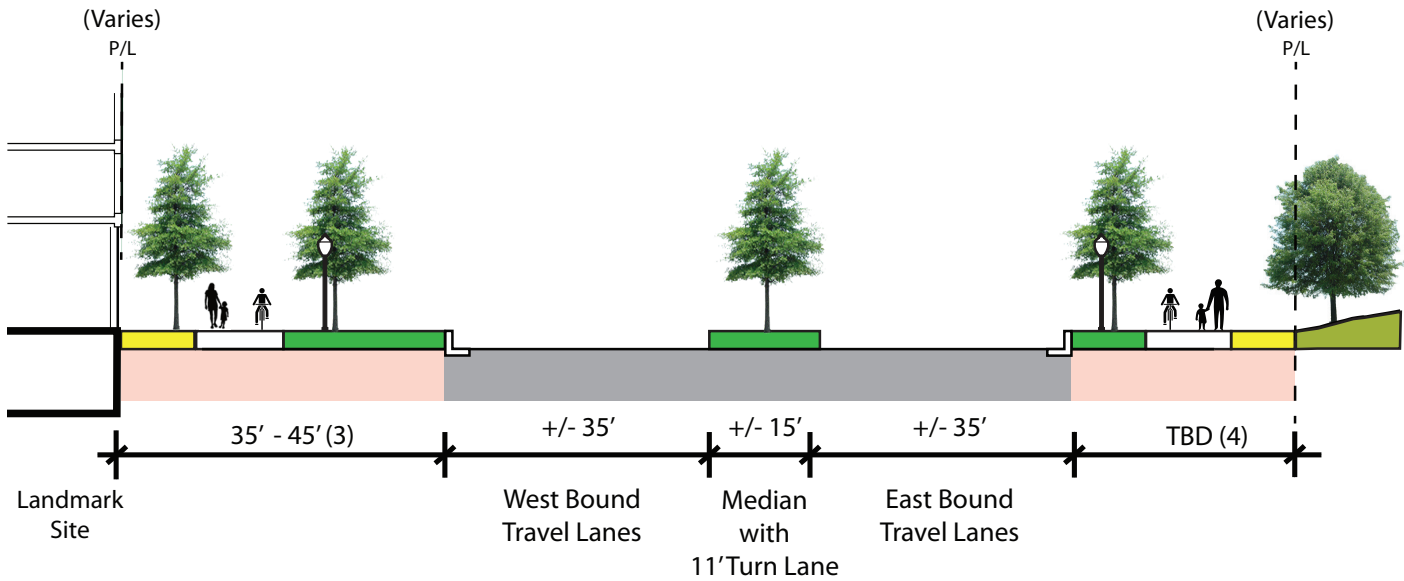 (Varies)
P/L
(Varies)
P/L
35′ - 45′ (3)
+/- 35′
+/- 15′
+/- 35′
TBD (4)
Landmark
Site
West Bound
Travel Lanes
Median
with
11′ Turn Lane
East Bound
Travel Lanes